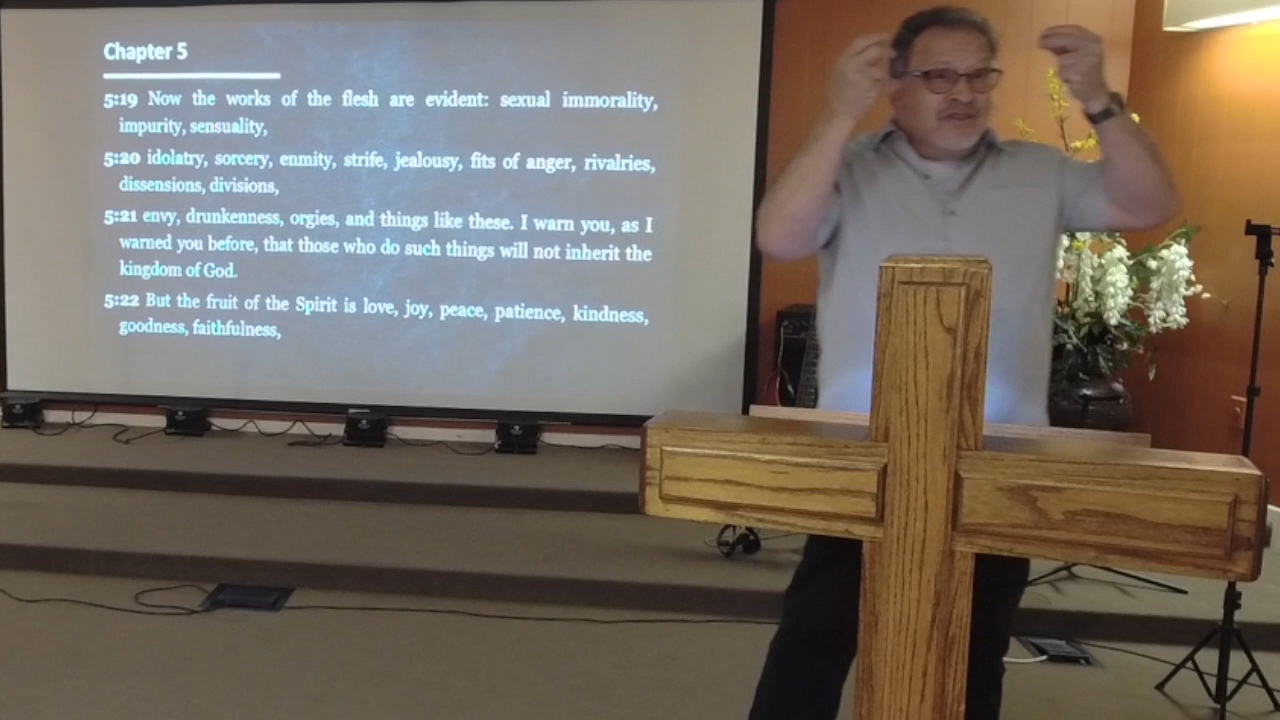 Chapter 5
5:19 Now the works of the flesh are evident: sexual immorality,
impurity, sensuality,
5:20 idolatry, sorcery, enmity, strife, jealousy, fits of anger, rivalries,
dissensions, divisions,
5:21 envy, drunkenness, orgies, and things like these. I warn you, as I
warned you before, that those who do such things will not inherit the
kingdom of God.
5:22 But the fruit of the Spirit is love, joy, peace, patience, kindness,
goodness, faithfulness,